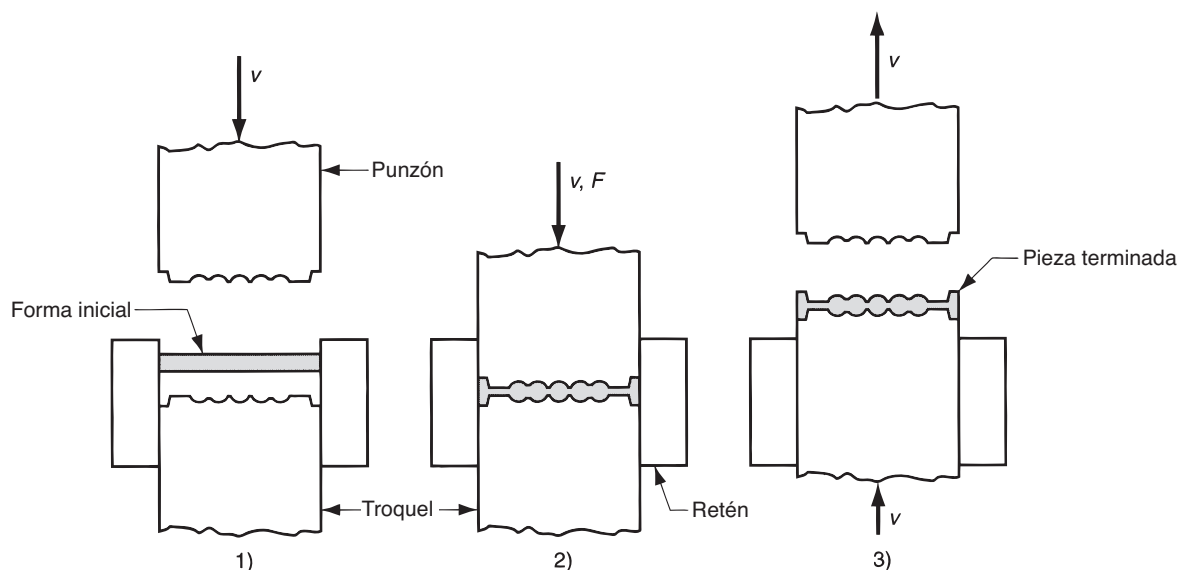 v
Punzón
Forma inicial
1)
Troquel
v, F
Retén
2)
v
Pieza terminada
v
3)